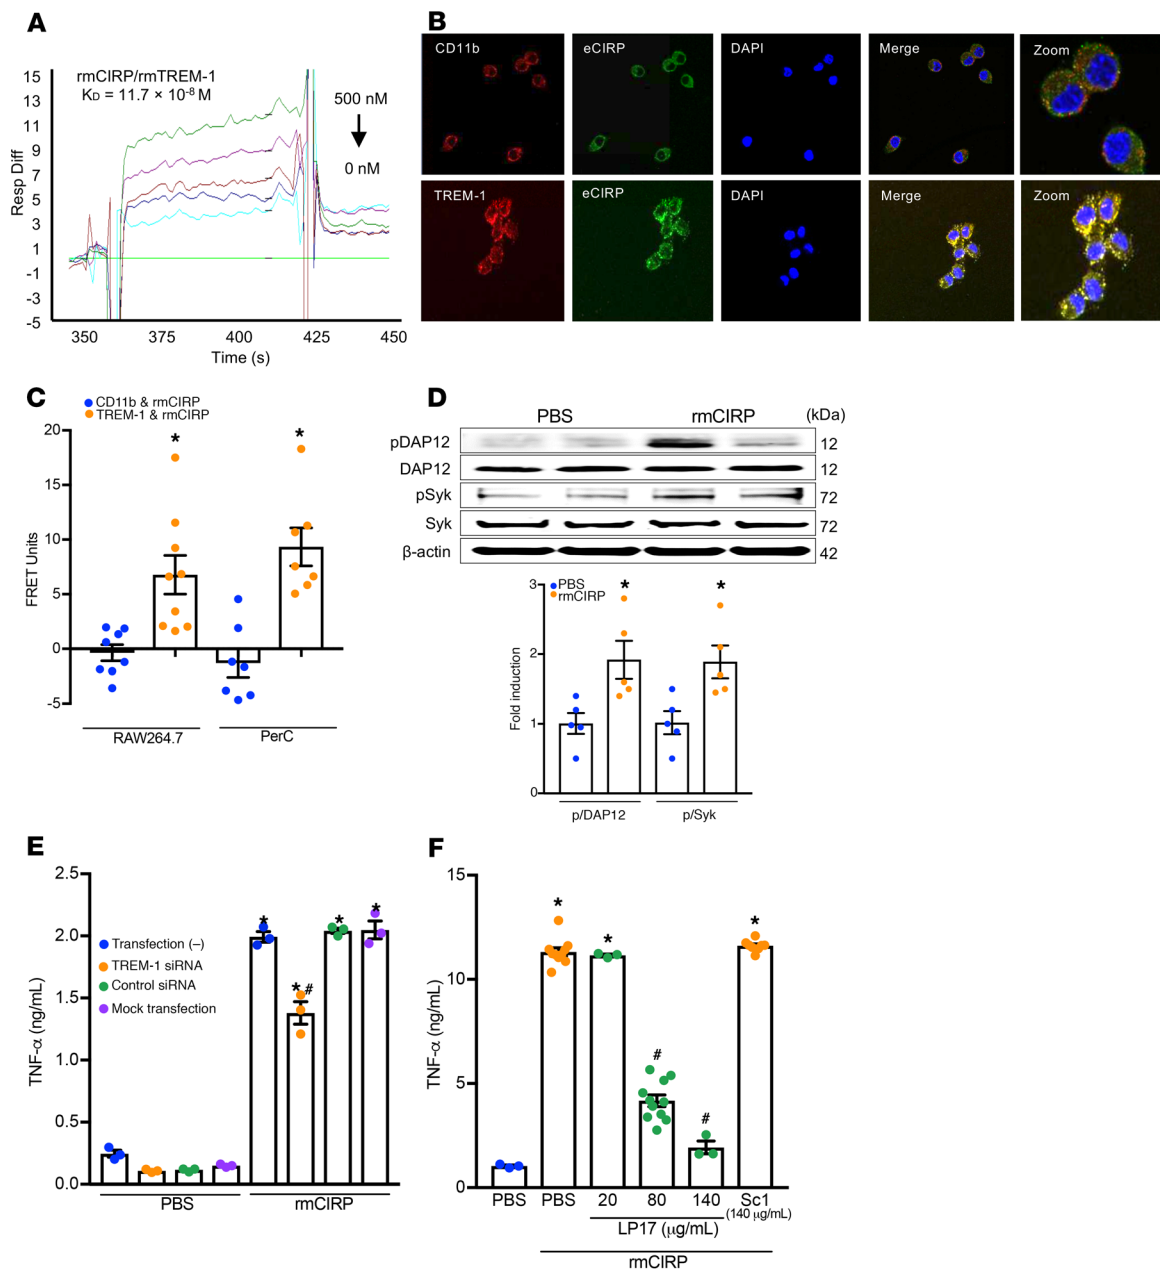 A
rmCIRP/rmTREM-1
KD = 11.7 × 10-8 M
500 nM
0 nM
Resp Diff
15
13
11
9
7
5
3
1
-1
-3
-5
350
375
400
425
450
Time (s)
B
CD11b
eCIRP
DAPI
Merge
Zoom
TREM-1
eCIRP
DAPI
Merge
Zoom
C
CD11b & rmCIRP
TREM-1 & rmCIRP
FRET Units
20
15
10
5
0
-5
*
*
RAW264.7
PerC
D
PBS
rmCIRP
(kDa)
pDAP12
12
DAP12
12
pSyk
72
Syk
72
β-actin
42
PBS
rmCIRP
Fold induction
3
2
1
0
*
*
p/DAP12
p/Syk
E
TNF-α (ng/mL)
2.5
2.0
1.5
1.0
0.5
0.0
Transfection (–)
TREM-1 siRNA
Control siRNA
Mock transfection
*
*#
*
*
PBS
rmCIRP
F
TNF-α (ng/mL)
15
10
5
0
*
*
#
#
*
PBS
PBS
20
80
140
Sc1
(140 μg/mL)
LP17 (μg/mL)
rmCIRP